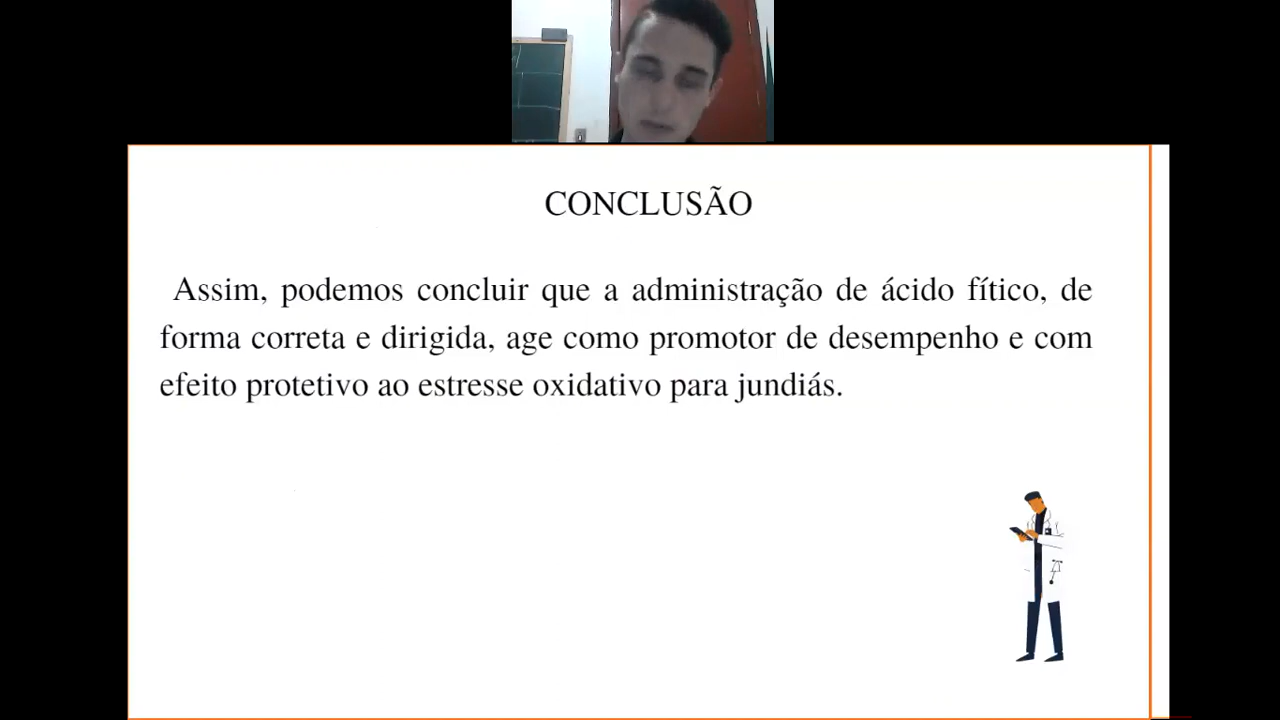 CONCLUSÃO
Assim, podemos concluir que a administração de ácido fítico, de
forma correta e dirigida, age como promotor de desempenho e com
efeito protetivo ao estresse oxidativo para jundiás.